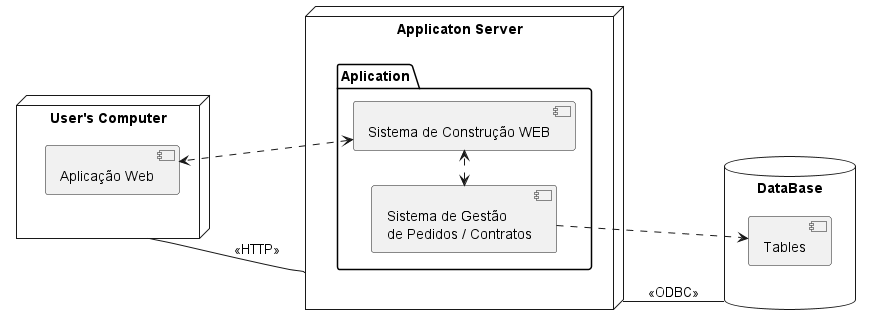 Applicaton Server
Aplication
User's Computer
Sistema de Construção WEB
Aplicação Web
DataBase
Sistema de Gestão
de Pedidos / Contratos
Tables
«HTTP»
«ODBC»